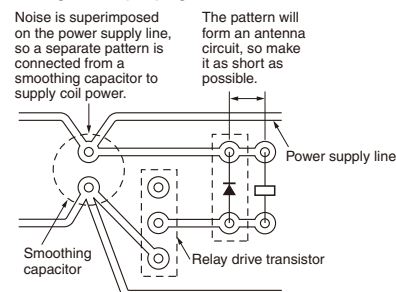 Noise is superimposed
on the power supply line,
so a separate pattern is
connected from a
smoothing capacitor to
supply coil power.
The pattern will
form an antenna
circuit, so make
it as short as
possible.
Power supply line
Smoothing
capacitor
Relay drive transistor